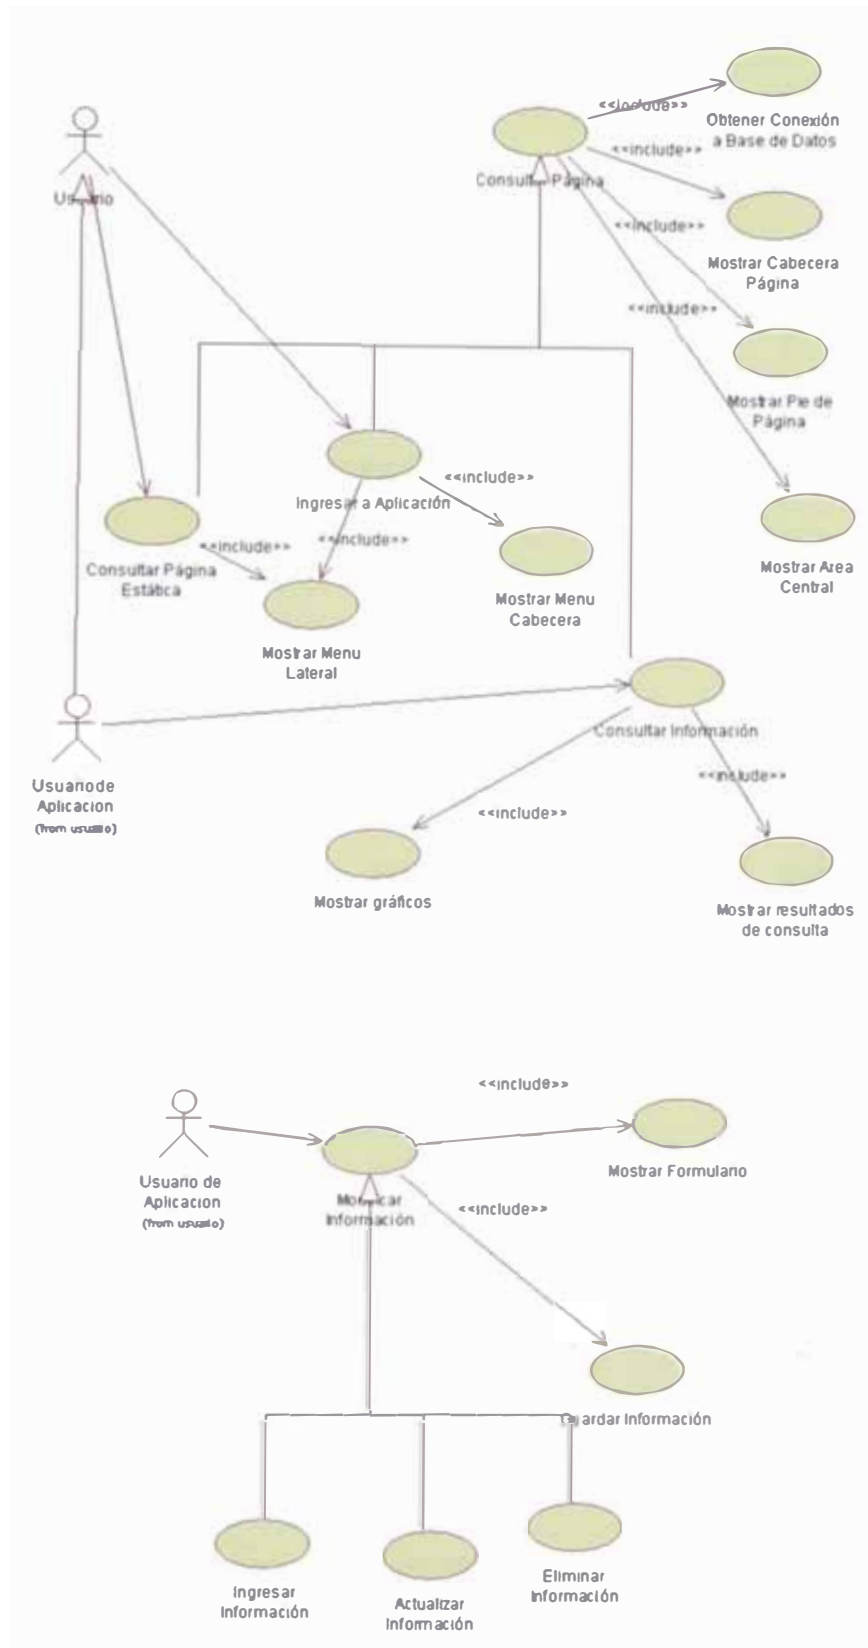 <<include>>
Obtener Conexión
a Base de Datos
<<include>>
Usuario
Consultar Página
<<include>>
Mostrar Cabecera
Página
<<include>>
Mostrar Pie de
Página
<<include>>
Ingresar a Aplicación
<<include>>
<<include>>
Consultar Página
Estática
Mostrar Menu
Cabecera
Mostrar Area
Central
Mostrar Menu
Lateral
Consultar Información
Usuario de
Aplicacion
(from usuario)
<<include>>
<<include>>
Mostrar gráficos
Mostrar resultados
de consulta
<<include>>
Usuario de
Aplicacion
(from usuario)
Mostrar Formulario
Modificar
Información
<<include>>
Guardar Información
Ingresar
Información
Actualizar
Información
Eliminar
Información